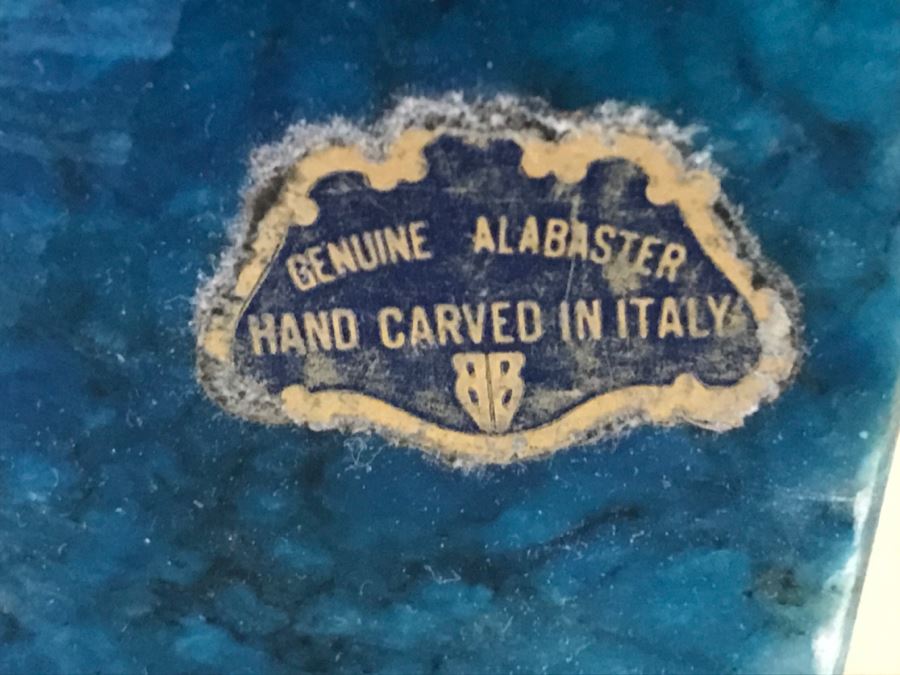 GENUINE ALABASTER
HAND CARVED IN ITALY
BB